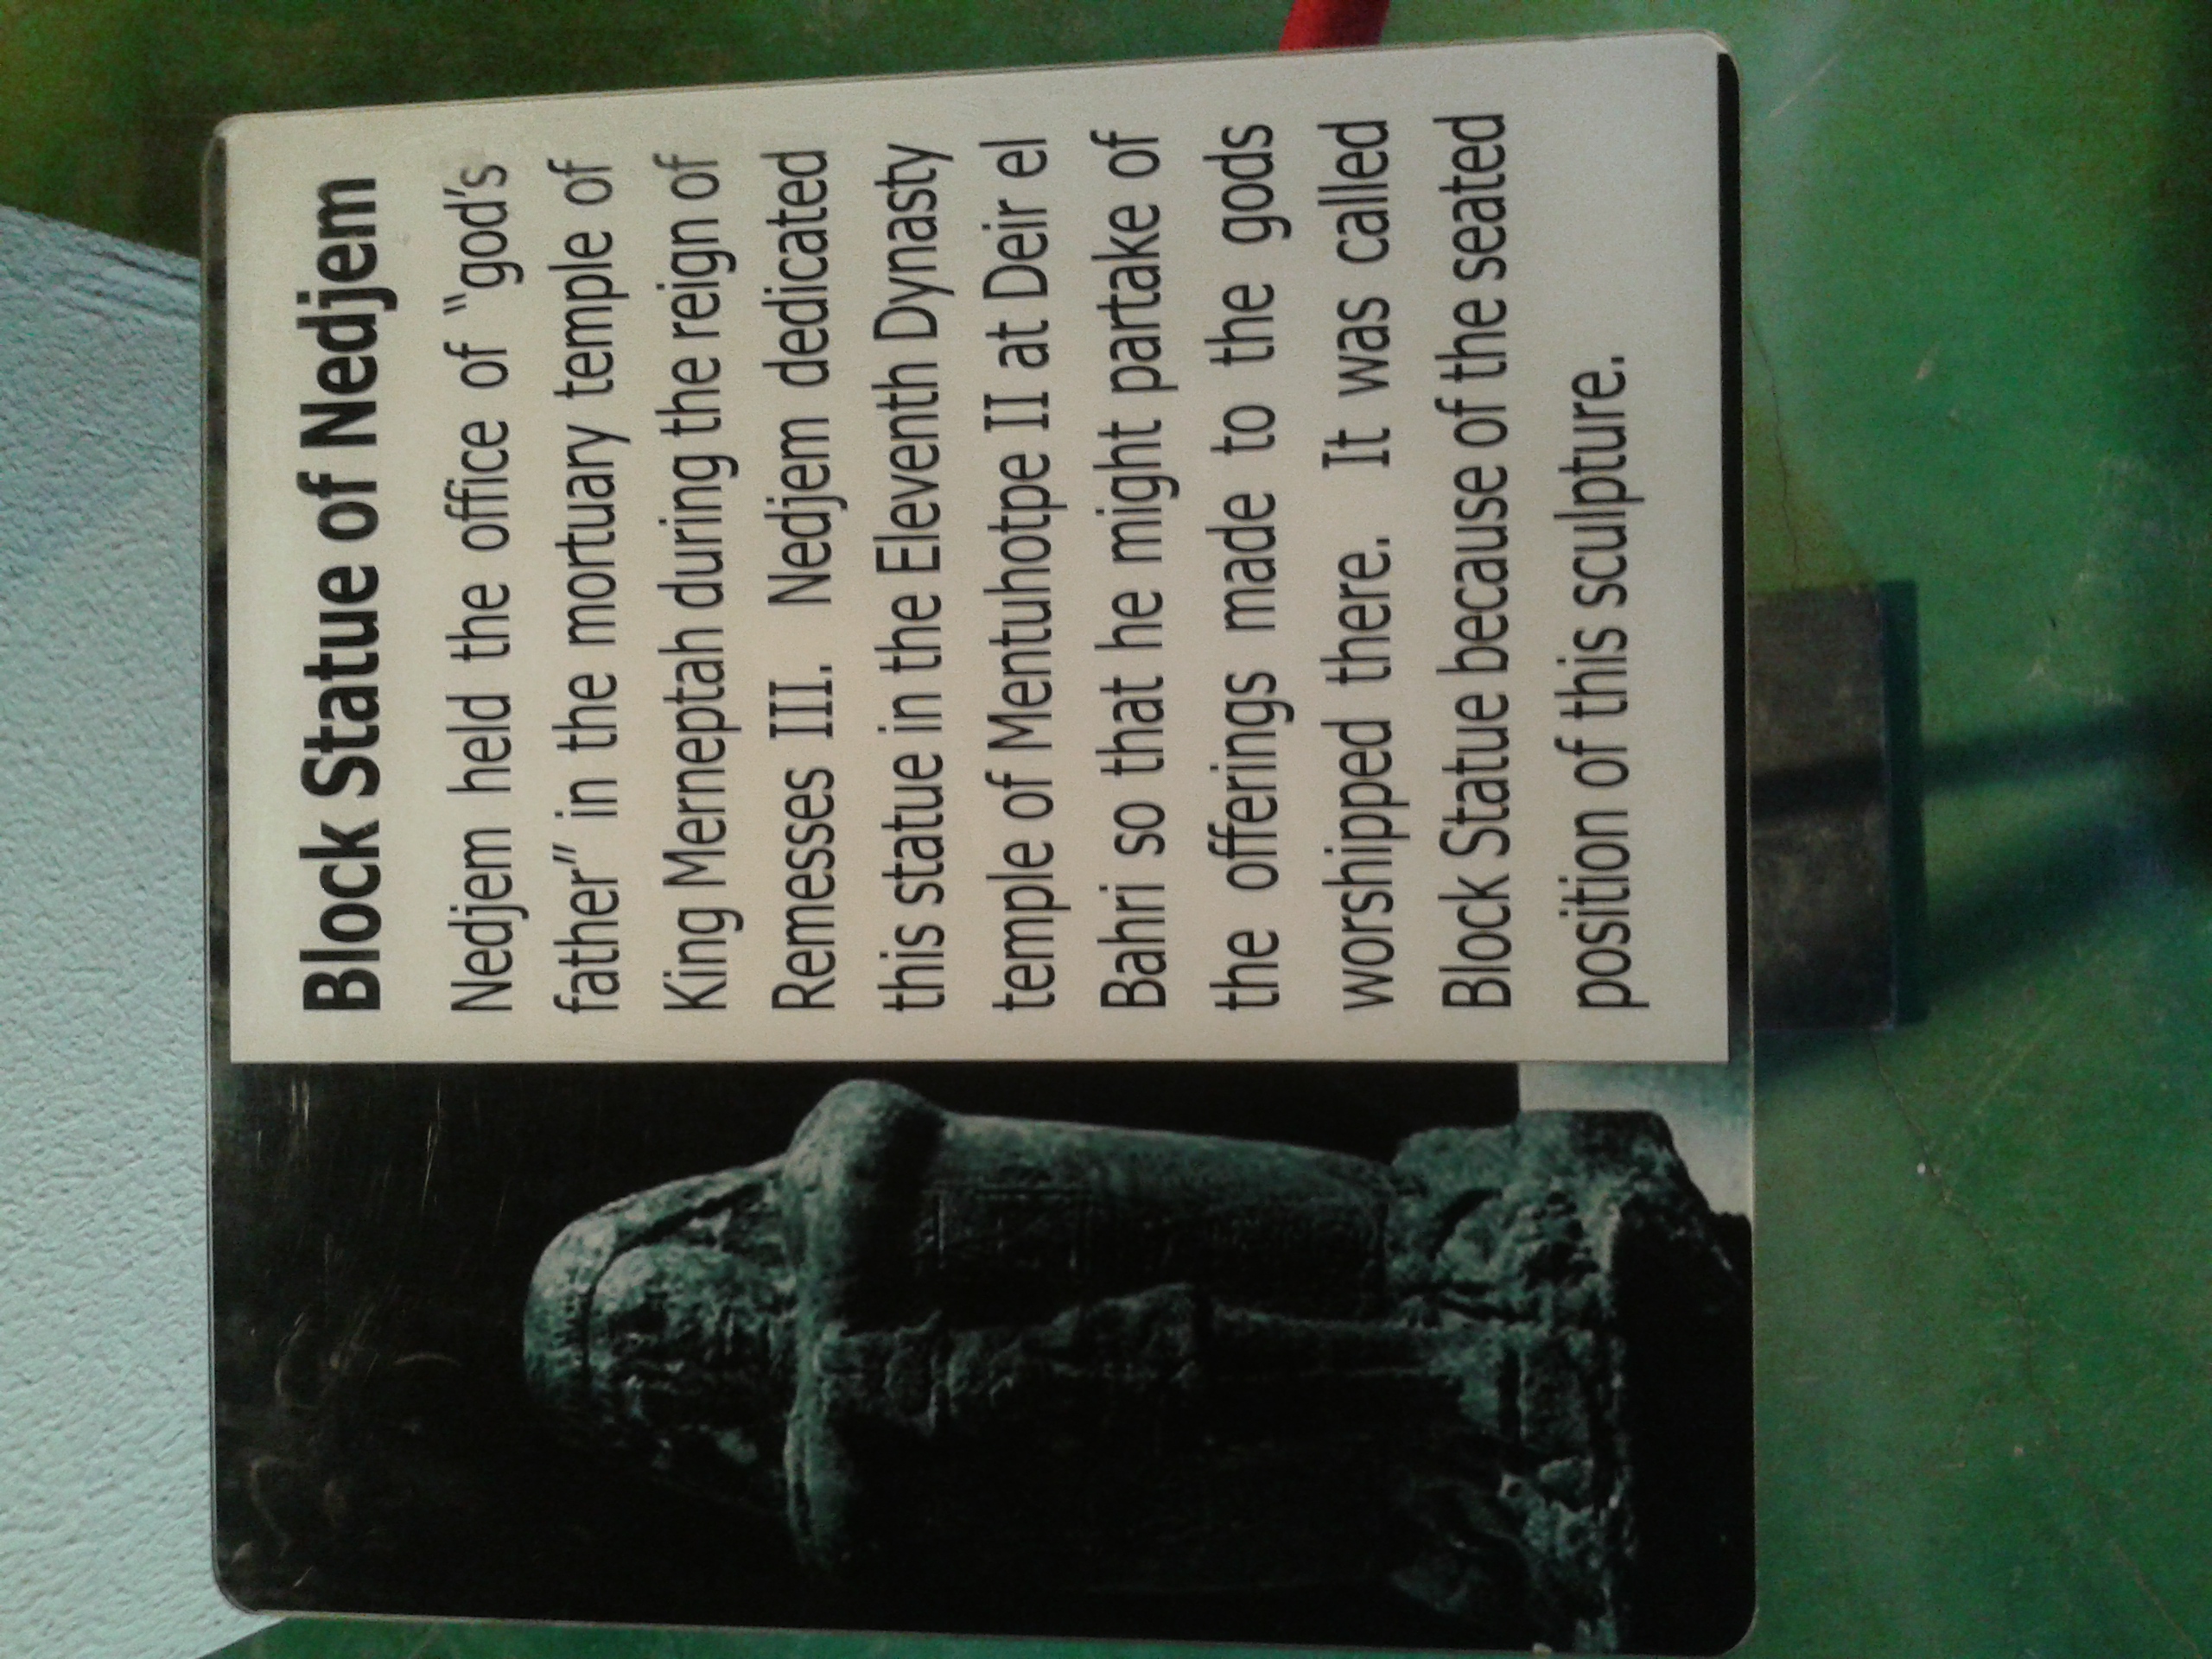 Block Statue of Nedjem
Nedjem held the office of “god’s
father” in the mortuary temple of
King Merneptah during the reign of
Remesses III. Nedjem dedicated
this statue in the Eleventh Dynasty
temple of Mentuhotpe II at Deir el
Bahri so that he might partake of
the offerings made to the gods
worshipped there. It was called
Block Statue because of the seated
position of this sculpture.